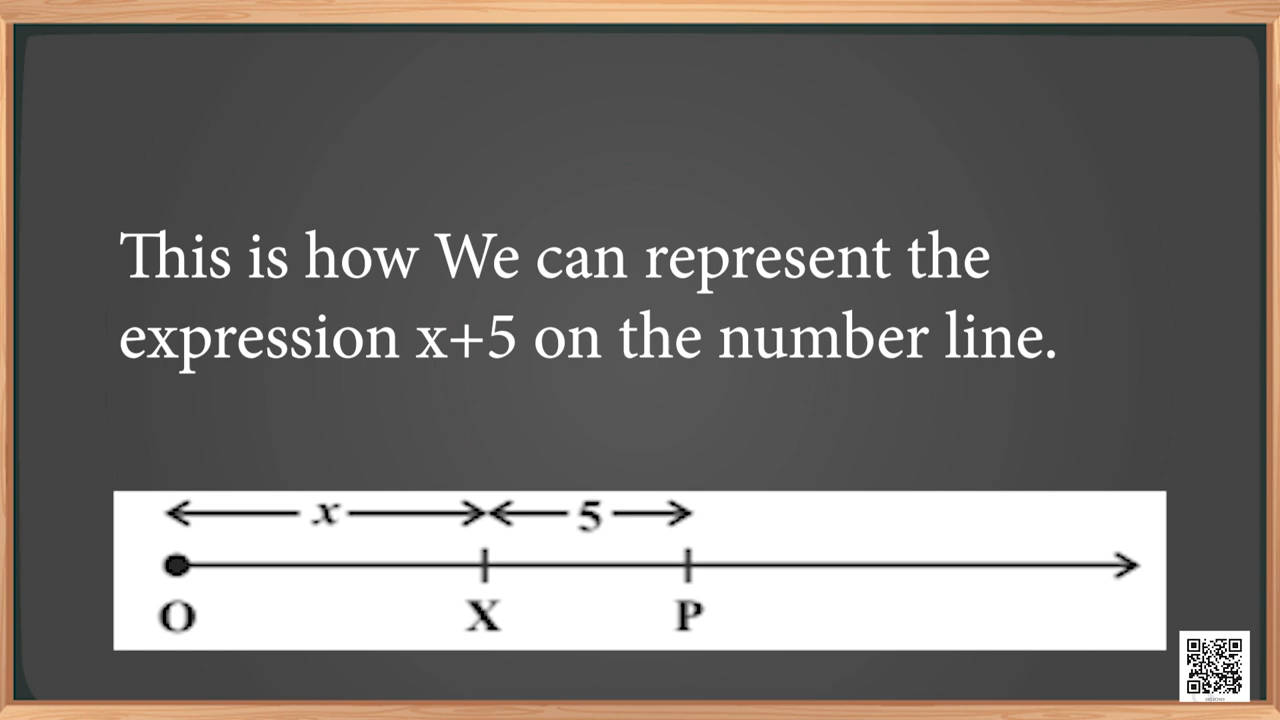 This is how We can represent the
expression x+5 on the number line.
x 5
O X P